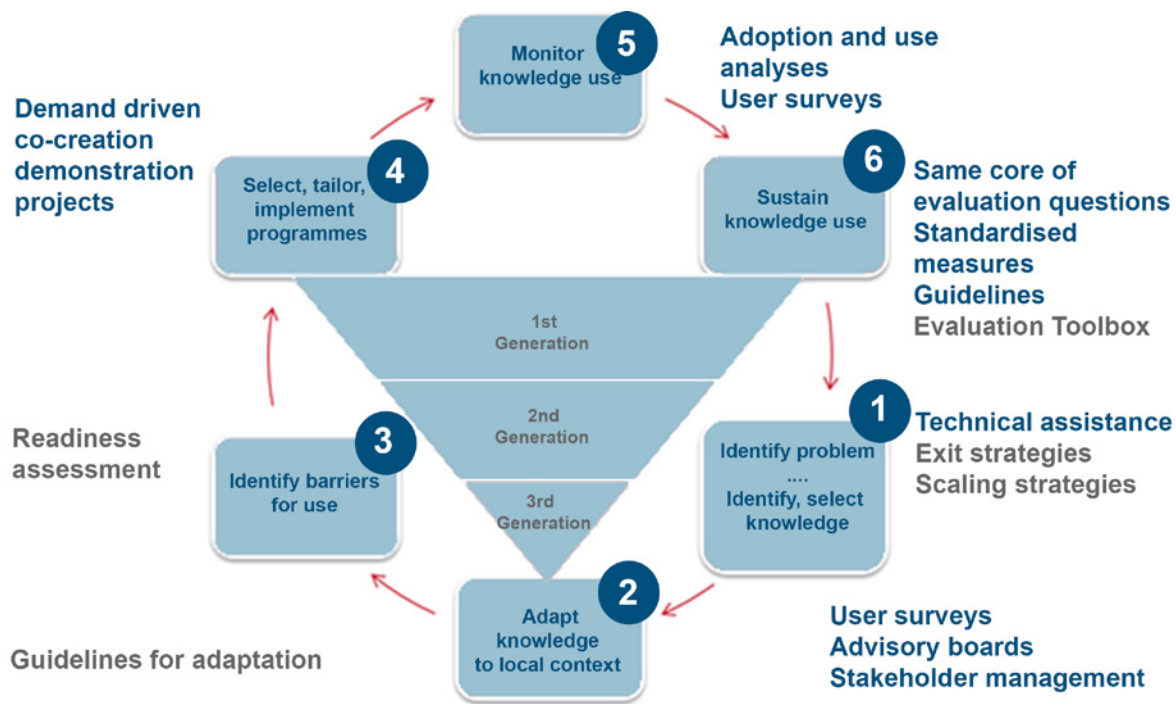 5
Monitor
knowledge use
Adoption and use
analyses
User surveys
Demand driven
co-creation
demonstration
projects
4
Select, tailor,
implement
programmes
6
Sustain
knowledge use
Same core of
evaluation questions
Standardised
measures
Guidelines
Evaluation Toolbox
1st
Generation
2nd
Generation
3rd
Generation
Readiness
assessment
3
Identify barriers
for use
1
Identify problem
....
Identify, select
knowledge
Technical assistance
Exit strategies
Scaling strategies
2
Adapt
knowledge
to local context
Guidelines for adaptation
User surveys
Advisory boards
Stakeholder management